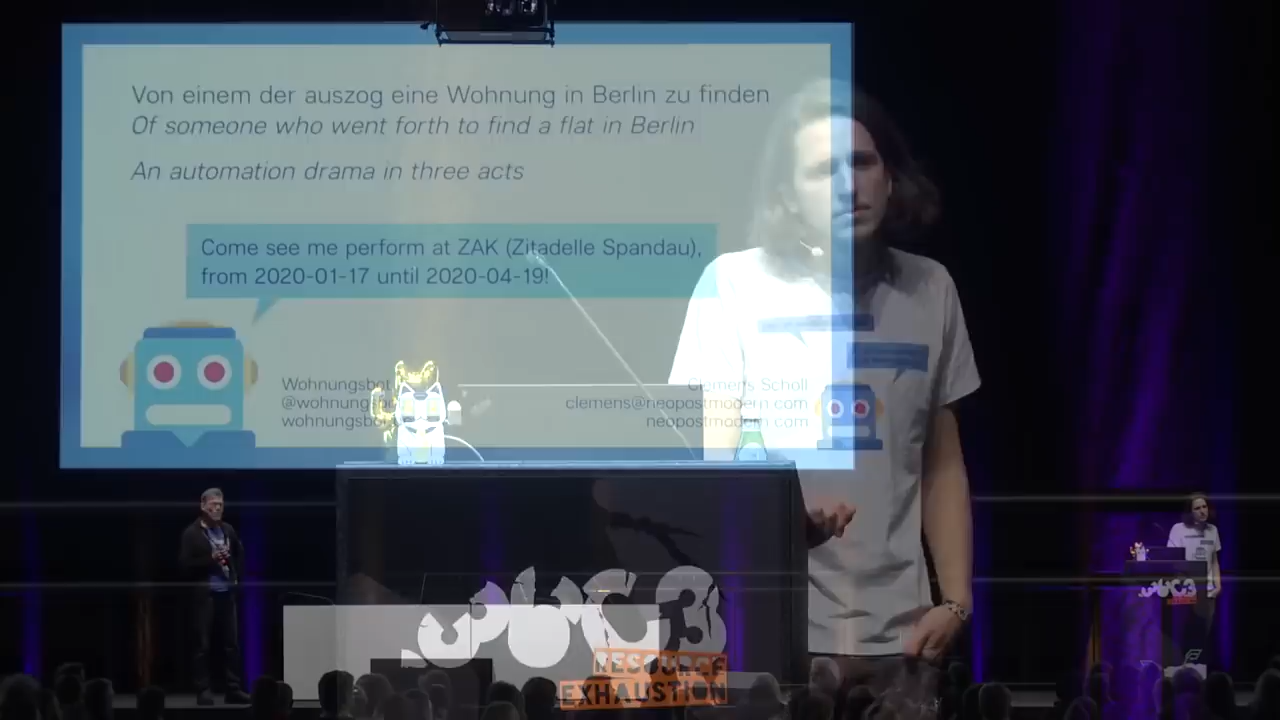 Von einem der auszog eine Wohnung in Berlin zu finden
Of someone who went forth to find a flat in Berlin
An automation drama in three acts
Come see me perform at ZAK (Zitadelle Spandau),
from 2020-01-17 until 2020-04-19!
Wohnungsbot
Clemens Scholl
clemens@neopostmodern.com
neopostmodern.com
36C3
RESOURCE
EXHAUSTION